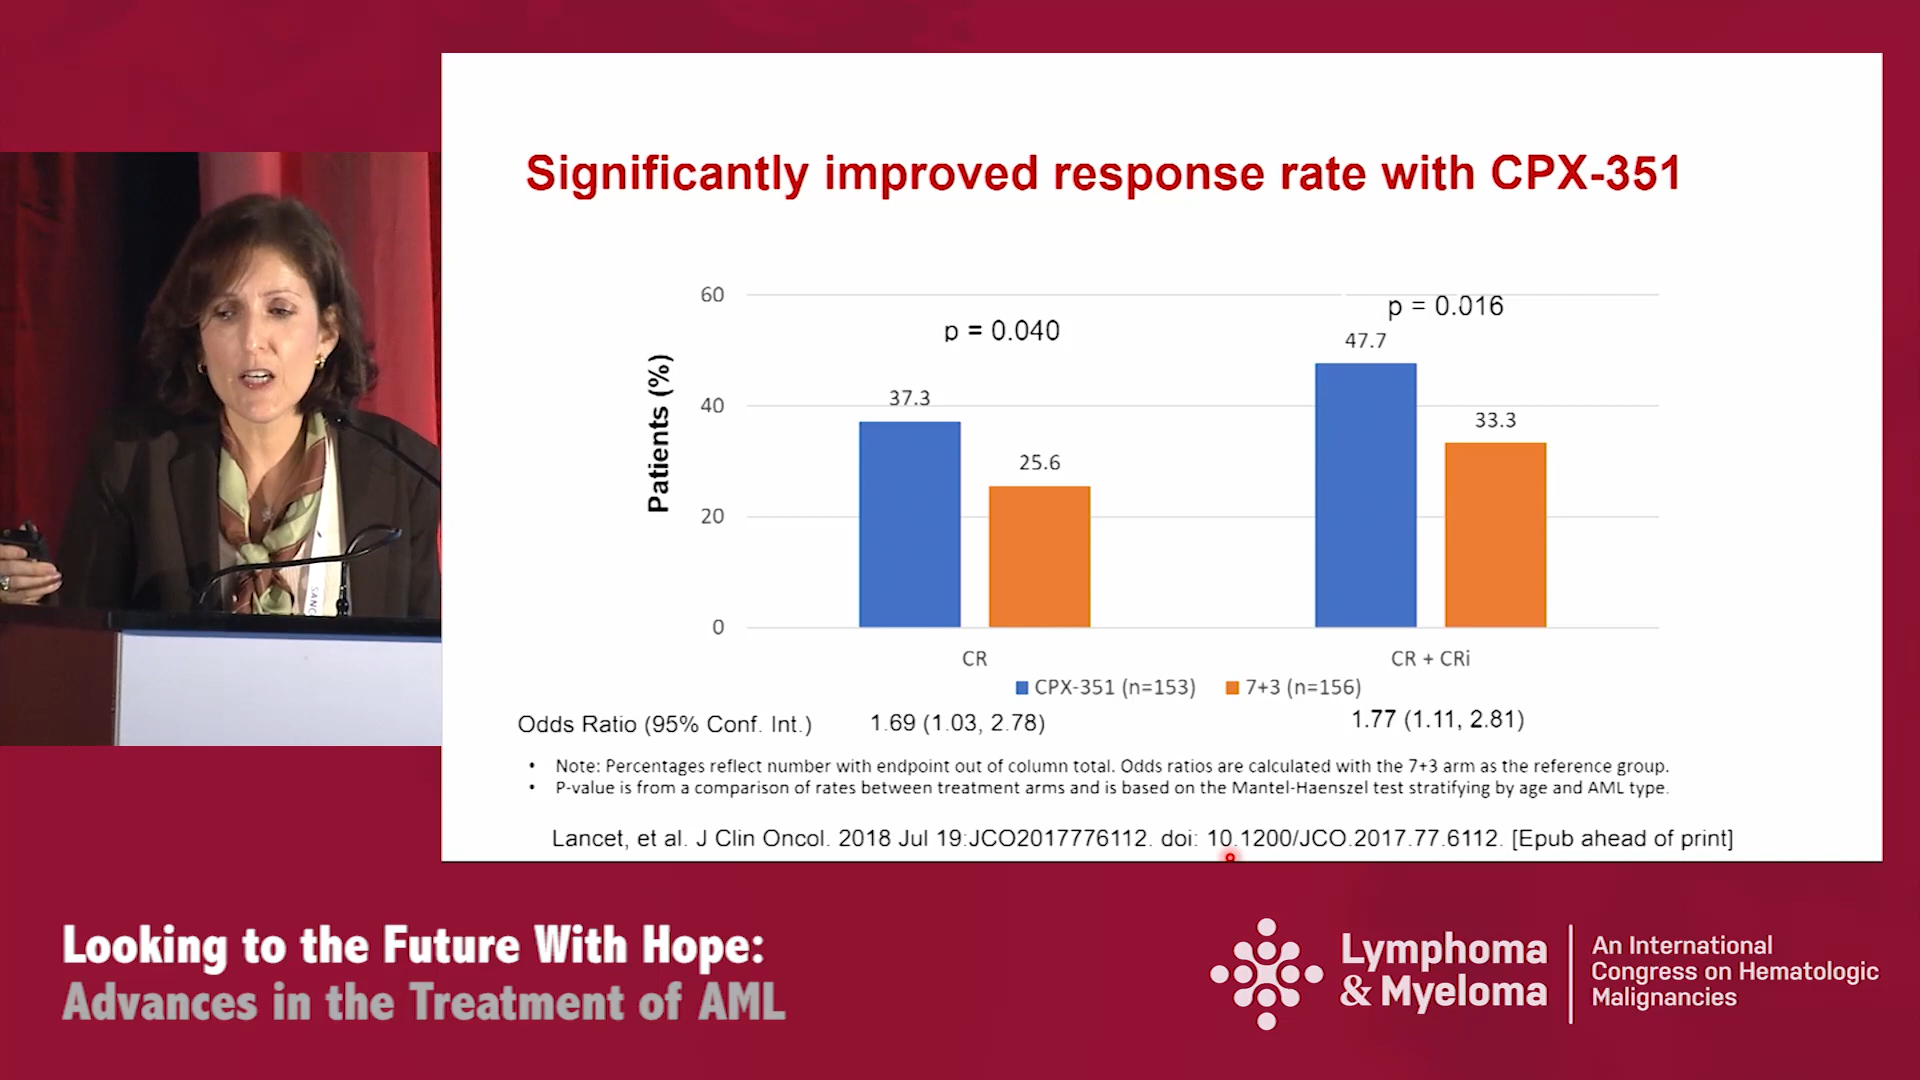 Significantly improved response rate with CPX-351
60
40
20
0
Patients (%)
p = 0.040
p = 0.016
37.3
25.6
47.7
33.3
CR
CR + CRi
CPX-351 (n=153)
7+3 (n=156)
Odds Ratio (95% Conf. Int.)
1.69 (1.03, 2.78)
1.77 (1.11, 2.81)
• Note: Percentages reflect number with endpoint out of column total. Odds ratios are calculated with the 7+3 arm as the reference group.
• P-value is from a comparison of rates between treatment arms and is based on the Mantel-Haenszel test stratifying by age and AML type.
Lancet, et al. J Clin Oncol. 2018 Jul 19:JCO2017776112. doi: 10.1200/JCO.2017.77.6112. [Epub ahead of print]
Looking to the Future With Hope:
Advances in the Treatment of AML
Lymphoma
& Myeloma
An International
Congress on Hematologic
Malignancies